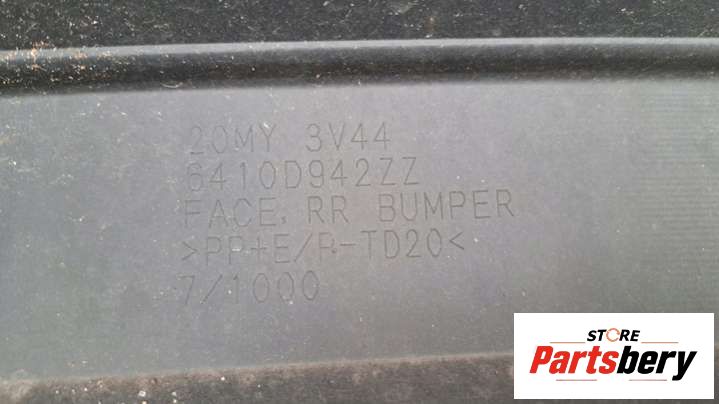 20MY 3V44
6410D942ZZ
FACE, RR BUMPER
>PP+E/P-TD20<
7/1000
STORE
Partsbery